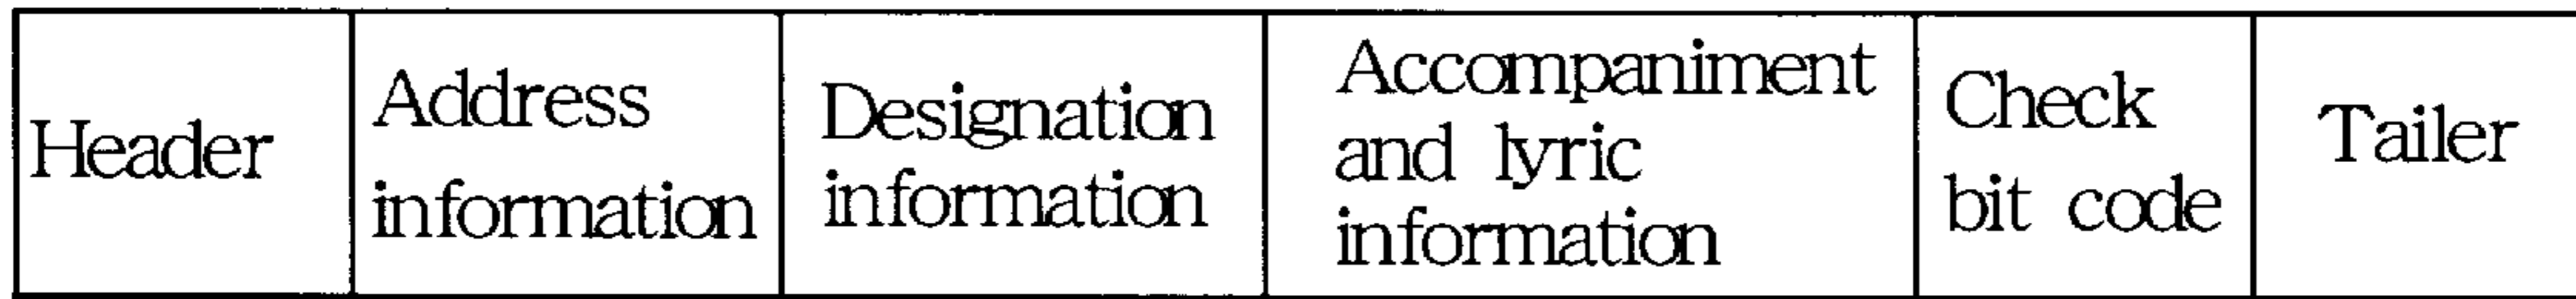 Header
Address
information
Designation
information
Accompaniment
and lyric
information
Check
bit code
Tailer